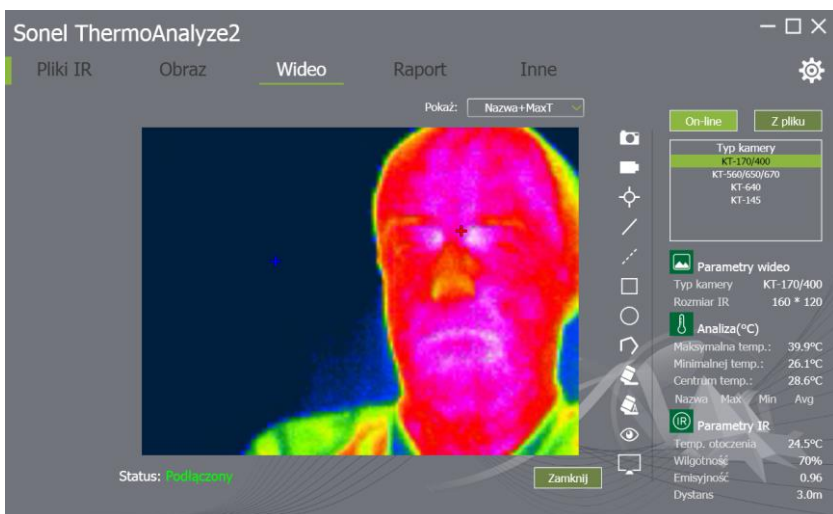 Sonel ThermoAnalyze2
Pliki IR Obraz Wideo Raport Inne
Pokaż: Nazwa+MaxT
On-line Z pliku
Typ kamery
KT-170/400
KT-560/650/670
KT-640
KT-145
Parametry wideo
Typ kamery KT-170/400
Rozmiar IR 160 * 120
Analiza(°C)
Maksymalna temp.: 39.9°C
Minimalnej temp.: 26.1°C
Centrum temp.: 28.6°C
Nazwa Max Min Avg
IR Parametry IR
Temp. otoczenia 24.5°C
Wilgotność 70%
Emisyjność 0.96
Dystans 3.0m
Status: Podłączony
Zamknij